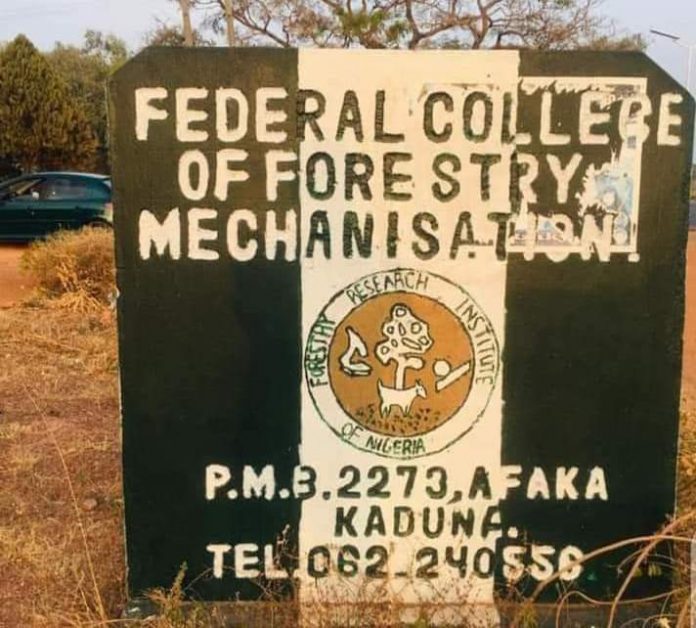 FEDERAL COLLEGE
OF FORESTRY
MECHANISATION.
FORESTRY RESEARCH INSTITUTE
OF NIGERIA
P.M.B.2273,AFAKA
KADUNA.
TEL.062-240556